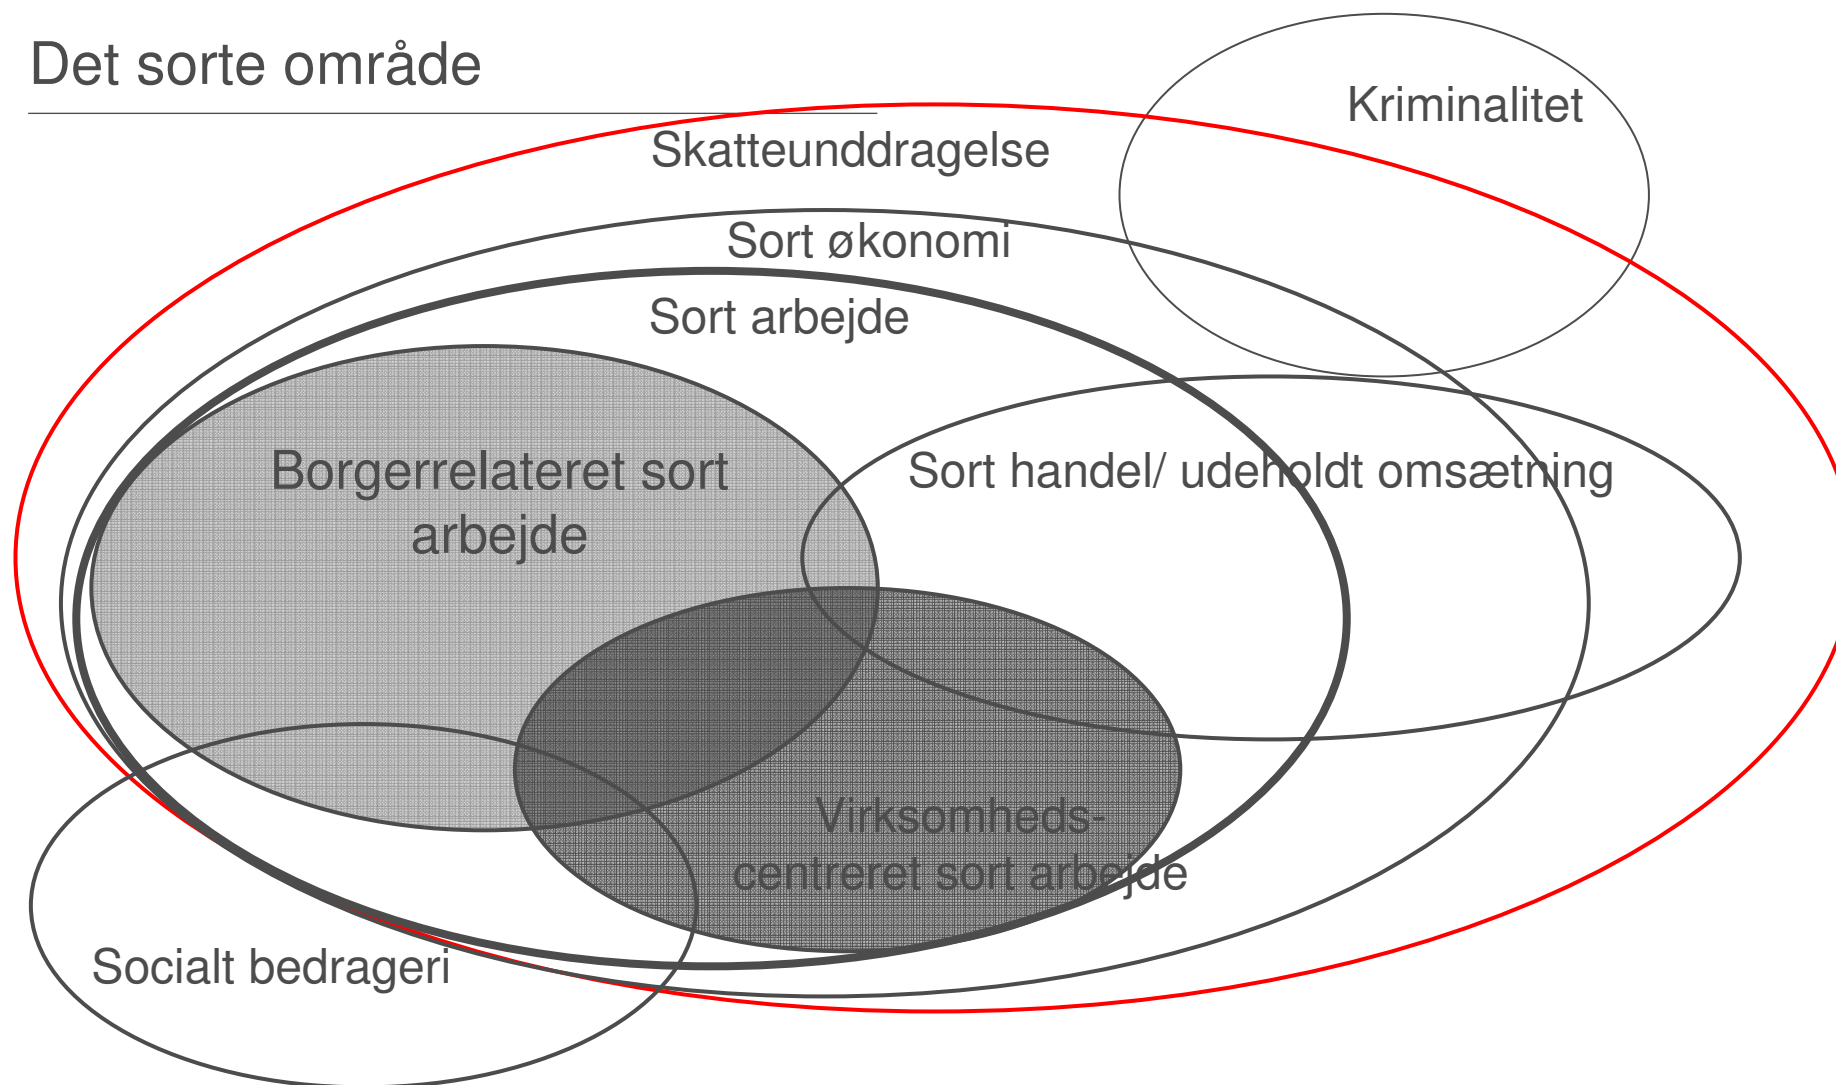 Det sorte område
Kriminalitet
Skatteunddragelse
Sort økonomi
Sort arbejde
Borgerrelateret sort
arbejde
Sort handel/ udeholdt omsætning
Virksomheds-
centreret sort arbejde
Socialt bedrageri